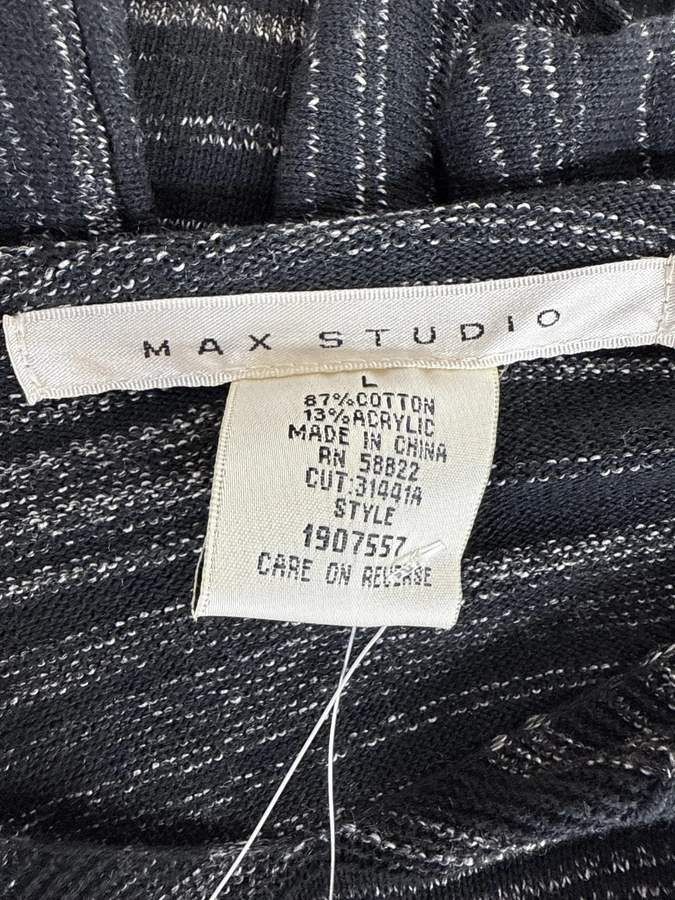 MAX STUDIO
L
87%COTTON
13%ACRYLIC
MADE IN CHINA
RN 58822
CUT:31441A
STYLE
1907557
CARE ON REVERSE